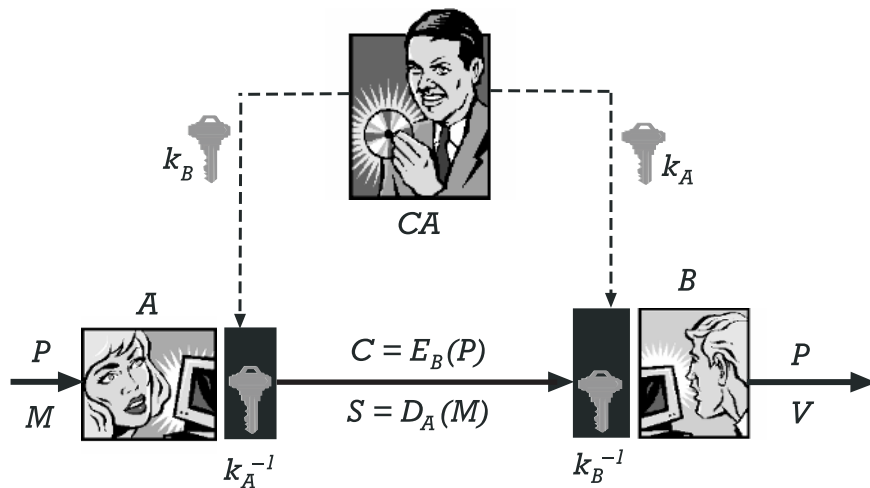 k_B
k_A
CA
A
B
P
C = E_B(P)
P
M
S = D_A(M)
V
k_A^-1
k_B^-1